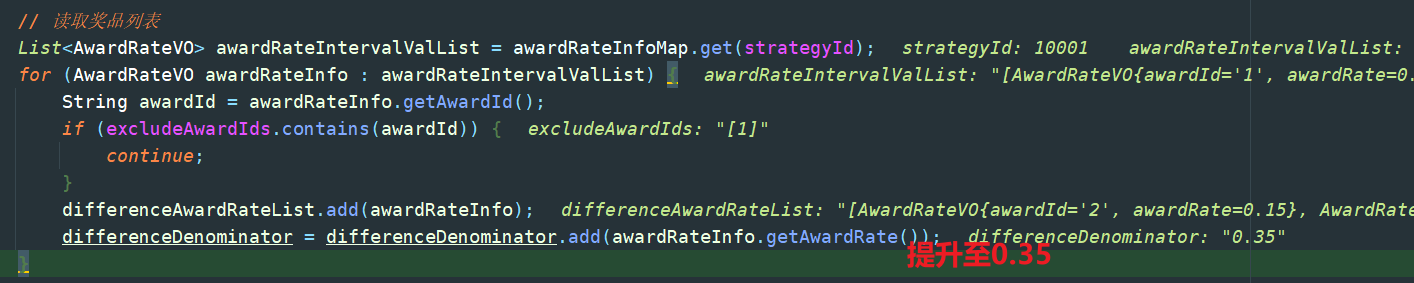 // 读取奖品列表
List<AwardRateVO> awardRateIntervalValList = awardRateInfoMap.get(strategyId); strategyId: 10001 awardRateIntervalValList:
for (AwardRateVO awardRateInfo : awardRateIntervalValList) { awardRateIntervalValList: "[AwardRateVO{awardId='1', awardRate=0.
String awardId = awardRateInfo.getAwardId();
if (excludeAwardIds.contains(awardId)) { excludeAwardIds: "[1]"
continue;
}
differenceAwardRateList.add(awardRateInfo); differenceAwardRateList: "[AwardRateVO{awardId='2', awardRate=0.15}, AwardRate
differenceDenominator = differenceDenominator.add(awardRateInfo.getAwardRate()); differenceDenominator: "0.35"
提升至0.35
}